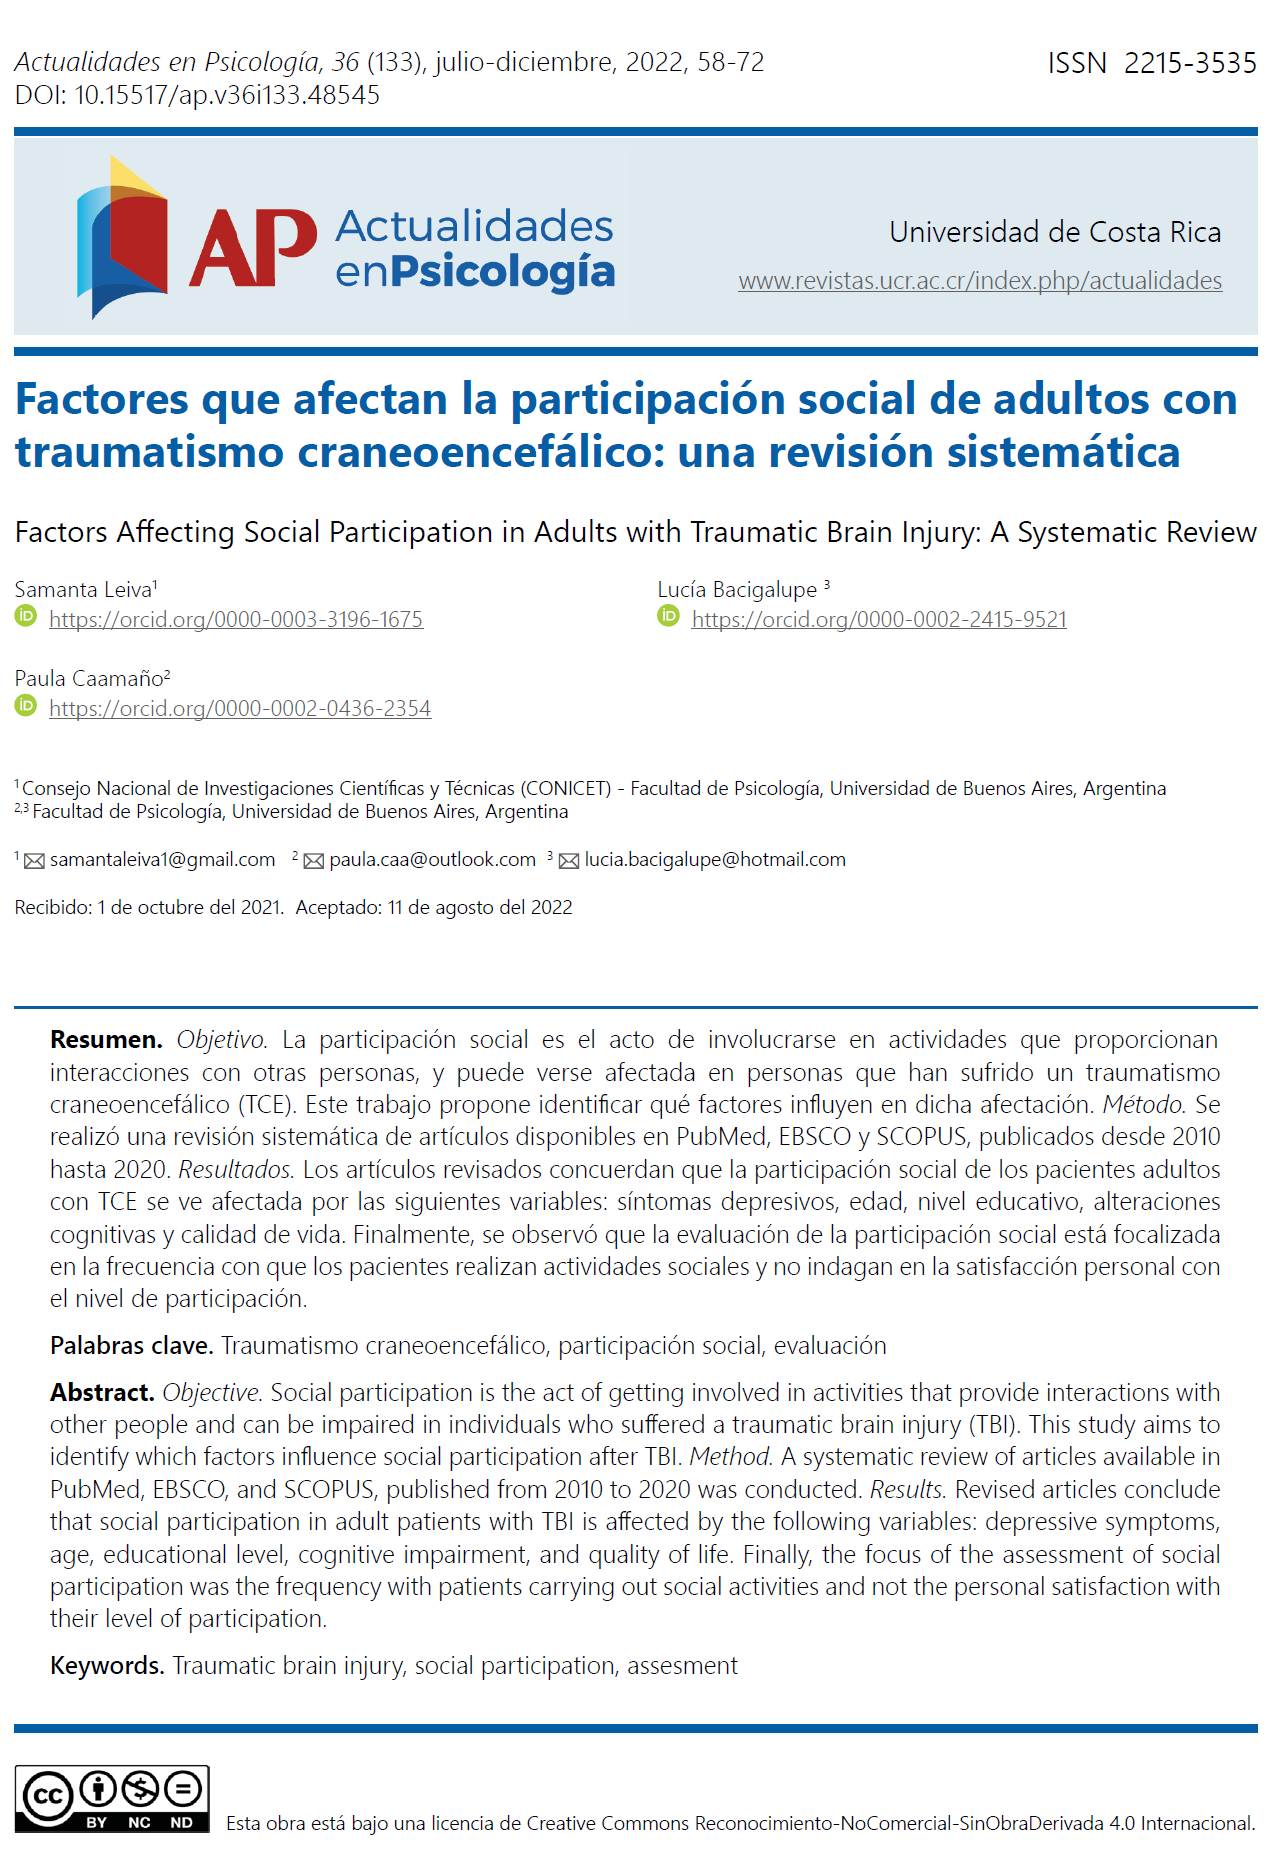 Actualidades en Psicología, 36 (133), julio-diciembre, 2022, 58-72
ISSN 2215-3535
DOI: 10.15517/ap.v36i133.48545
AP Actualidades
enPsicología
Universidad de Costa Rica
www.revistas.ucr.ac.cr/index.php/actualidades
Factores que afectan la participación social de adultos con
traumatismo craneoencefálico: una revisión sistemática
Factors Affecting Social Participation in Adults with Traumatic Brain Injury: A Systematic Review
Samanta Leiva¹
iD https://orcid.org/0000-0003-3196-1675
Lucía Bacigalupe ³
iD https://orcid.org/0000-0002-2415-9521
Paula Caamaño²
iD https://orcid.org/0000-0002-0436-2354
¹ Consejo Nacional de Investigaciones Científicas y Técnicas (CONICET) - Facultad de Psicología, Universidad de Buenos Aires, Argentina
²,³ Facultad de Psicología, Universidad de Buenos Aires, Argentina
¹ samantaleiva1@gmail.com ² paula.caa@outlook.com ³ lucia.bacigalupe@hotmail.com
Recibido: 1 de octubre del 2021. Aceptado: 11 de agosto del 2022
Resumen. Objetivo. La participación social es el acto de involucrarse en actividades que proporcionan
interacciones con otras personas, y puede verse afectada en personas que han sufrido un traumatismo
craneoencefálico (TCE). Este trabajo propone identificar qué factores influyen en dicha afectación. Método. Se
realizó una revisión sistemática de artículos disponibles en PubMed, EBSCO y SCOPUS, publicados desde 2010
hasta 2020. Resultados. Los artículos revisados concuerdan que la participación social de los pacientes adultos
con TCE se ve afectada por las siguientes variables: síntomas depresivos, edad, nivel educativo, alteraciones
cognitivas y calidad de vida. Finalmente, se observó que la evaluación de la participación social está focalizada
en la frecuencia con que los pacientes realizan actividades sociales y no indagan en la satisfacción personal con
el nivel de participación.
Palabras clave. Traumatismo craneoencefálico, participación social, evaluación
Abstract. Objective. Social participation is the act of getting involved in activities that provide interactions with
other people and can be impaired in individuals who suffered a traumatic brain injury (TBI). This study aims to
identify which factors influence social participation after TBI. Method. A systematic review of articles available in
PubMed, EBSCO, and SCOPUS, published from 2010 to 2020 was conducted. Results. Revised articles conclude
that social participation in adult patients with TBI is affected by the following variables: depressive symptoms,
age, educational level, cognitive impairment, and quality of life. Finally, the focus of the assessment of social
participation was the frequency with patients carrying out social activities and not the personal satisfaction with
their level of participation.
Keywords. Traumatic brain injury, social participation, assesment
cc BY NC ND
Esta obra está bajo una licencia de Creative Commons Reconocimiento-NoComercial-SinObraDerivada 4.0 Internacional.